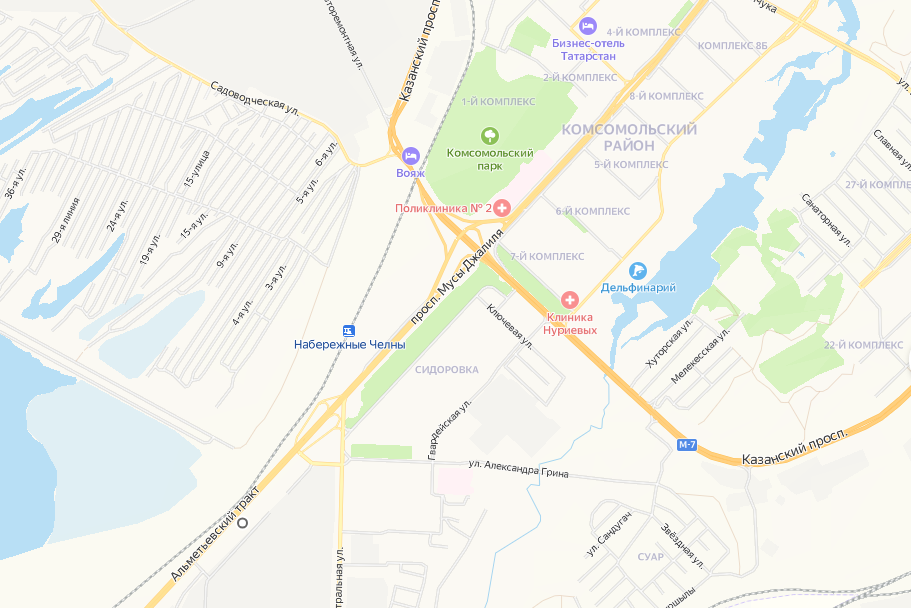 4-Й КОМПЛЕКС
Бизнес-отель
Татарстан
КОМПЛЕКС 8Б
2-Й КОМПЛЕКС
8-Й КОМПЛЕКС
Казанский просп.
Садоводческая ул.
1-Й КОМПЛЕКС
КОМСОМОЛЬСКИЙ
РАЙОН
Комсомольский
парк
5-Й КОМПЛЕКС
Славная ул.
6-я ул.
15-улица
Вояж
36-я ул.
5-я ул.
27-Й КОМПЛЕКС
Поликлиника № 2
6-Й КОМПЛЕКС
Санаторная ул.
29-я линия
24-я ул.
15-я ул.
19-я ул.
9-я ул.
3-я ул.
4-я ул.
7-Й КОМПЛЕКС
просп. Мусы Джалиля
Дельфинарий
Клиника
Нуриевых
Ключевая ул.
Набережные Челны
Хуторская ул.
Мелекесская ул.
22-Й КОМПЛЕКС
СИДОРОВКА
Гвардейская ул.
М-7
Казанский просп.
ул. Александра Грина
Альметьевский тракт
ул. Сандугач
Звёздная ул.
СУАР